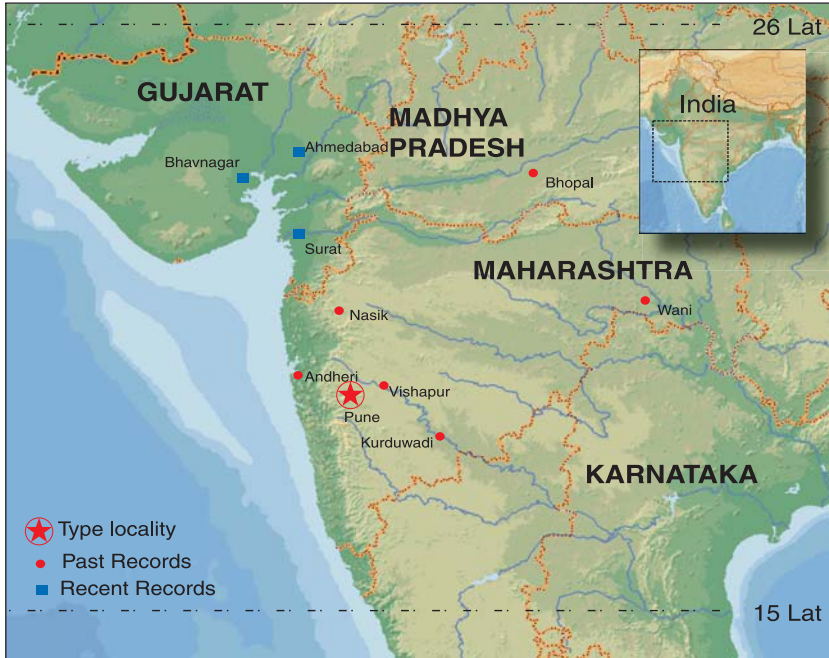 26 Lat
India
GUJARAT
MADHYA
PRADESH
Ahmedabad
Bhavnagar
Bhopal
Surat
MAHARASHTRA
Nasik
Wani
Andheri
Vishapur
Pune
Kurduwadi
KARNATAKA
Type locality
Past Records
Recent Records
15 Lat